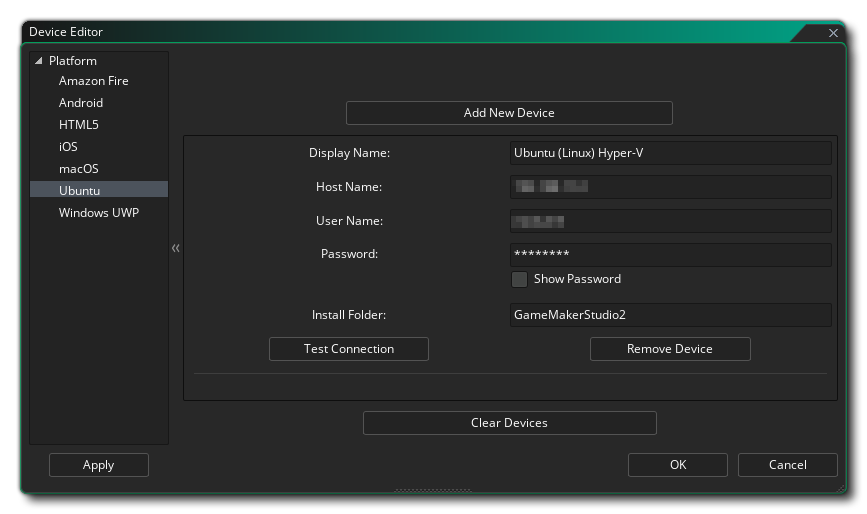 Device Editor
Platform
Amazon Fire
Android
HTML5
iOS
macOS
Ubuntu
Windows UWP
Add New Device
Display Name: Ubuntu (Linux) Hyper-V
Host Name:
User Name:
Password: ********
Show Password
Install Folder: GameMakerStudio2
Test Connection Remove Device
Clear Devices
Apply OK Cancel